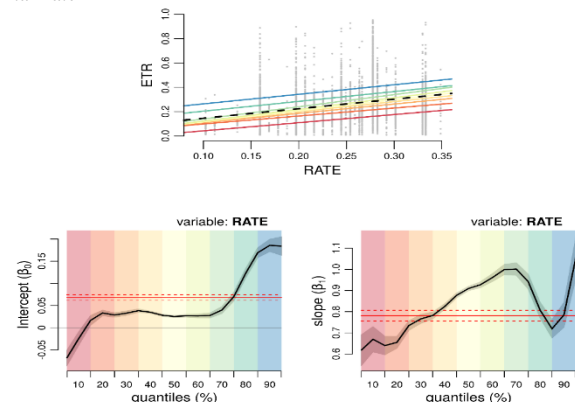 1.0
0.8
0.6
0.4
0.2
0.0
ETR
0.10 0.15 0.20 0.25 0.30 0.35
RATE
variable: RATE
0.15
0.05
0
-0.05
Intercept (β₀)
10 20 30 40 50 60 70 80 90
quantiles (%)
variable: RATE
1.1
1.0
0.9
0.8
0.7
0.6
slope (β₁)
10 20 30 40 50 60 70 80 90
quantiles (%)